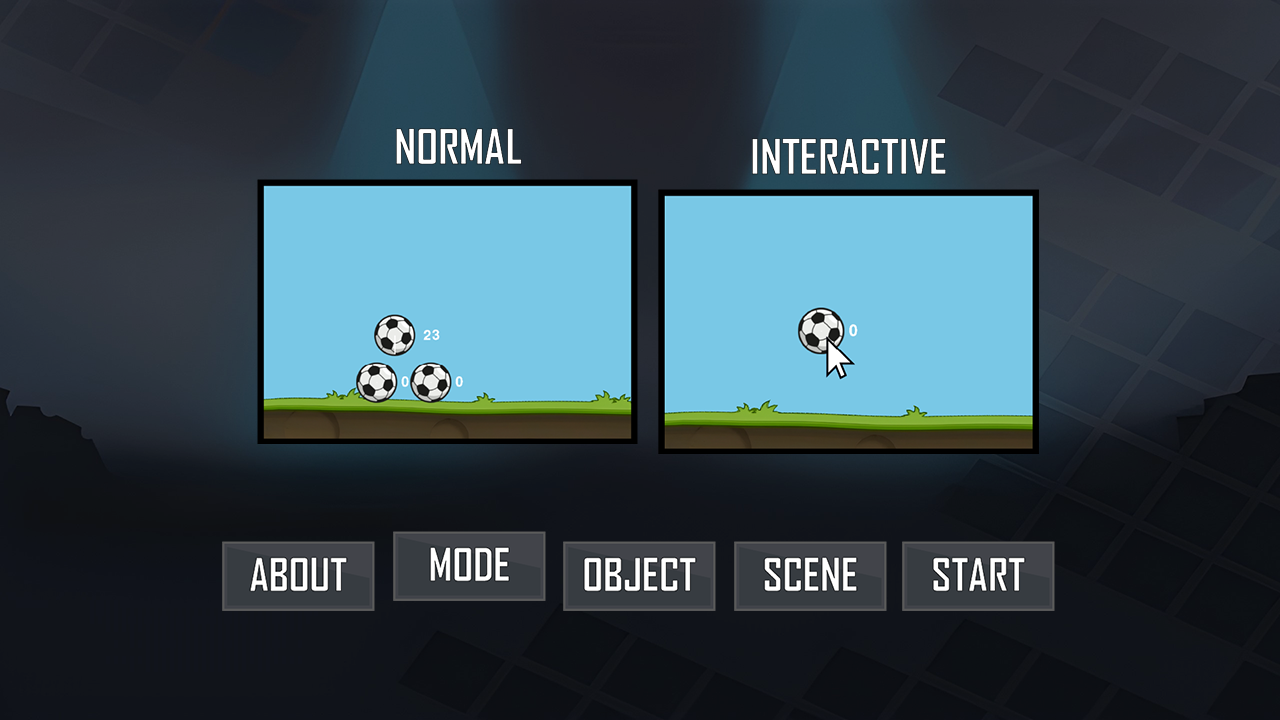 NORMAL
INTERACTIVE
23
0
0
0
ABOUT
MODE
OBJECT
SCENE
START